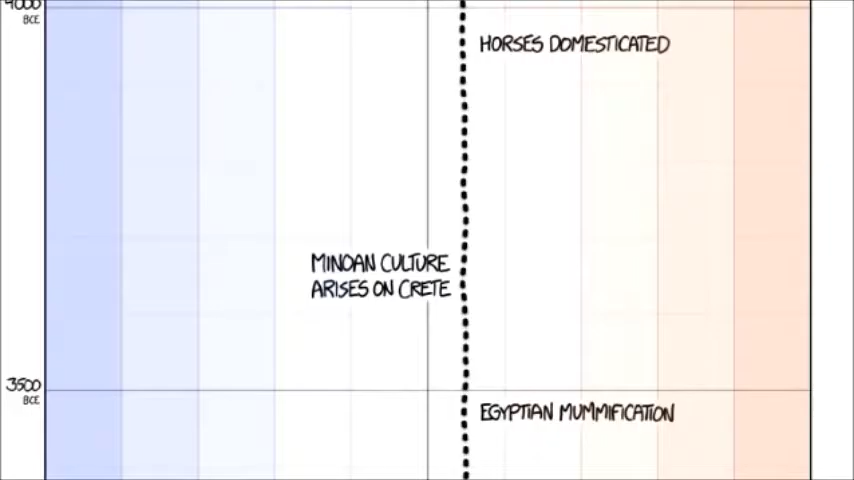 4000
BCE
HORSES DOMESTICATED
MINOAN CULTURE
ARISES ON CRETE
3500
BCE
EGYPTIAN MUMMIFICATION